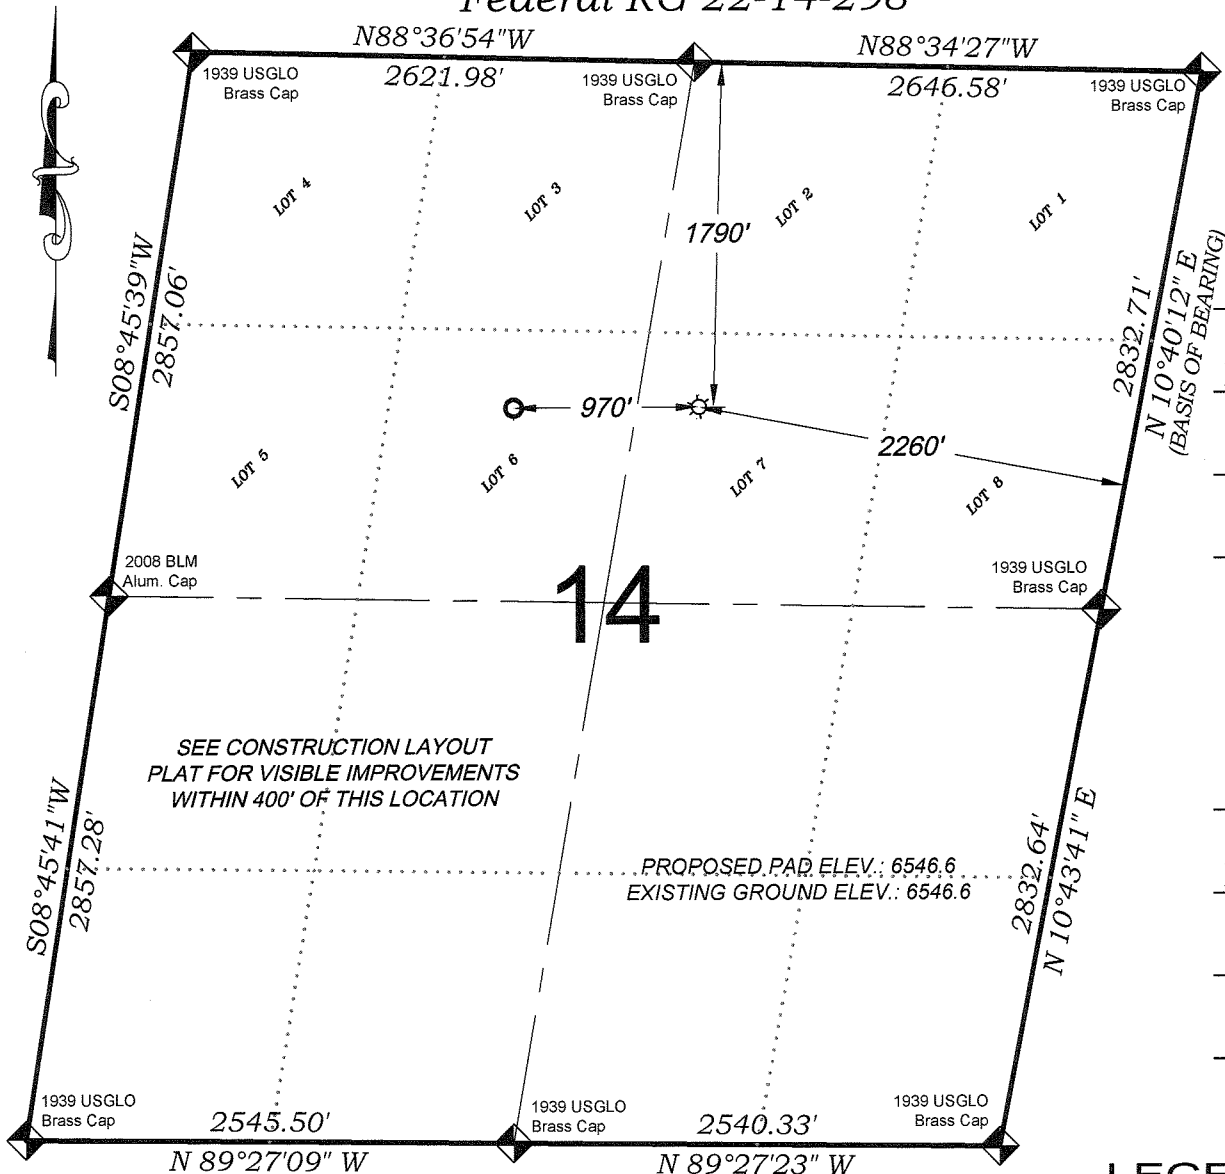 Federal RG 22-14-298
N88°36'54"W
N88°34'27"W
2621.98'
2646.58'
1939 USGLO
Brass Cap
1939 USGLO
Brass Cap
1939 USGLO
Brass Cap
LOT 4
LOT 3
LOT 2
LOT 1
1790'
S08°45'39"W
2857.06'
2832.71'
N 10°40'12" E
(BASIS OF BEARING)
970'
2260'
LOT 5
LOT 6
LOT 7
LOT 8
2008 BLM
Alum. Cap
1939 USGLO
Brass Cap
14
SEE CONSTRUCTION LAYOUT
PLAT FOR VISIBLE IMPROVEMENTS
WITHIN 400' OF THIS LOCATION
S08°45'41"W
2857.28'
PROPOSED PAD ELEV.: 6546.6
EXISTING GROUND ELEV.: 6546.6
2832.64'
N 10°43'41" E
1939 USGLO
Brass Cap
1939 USGLO
Brass Cap
1939 USGLO
Brass Cap
2545.50'
2540.33'
N 89°27'09" W
N 89°27'23" W